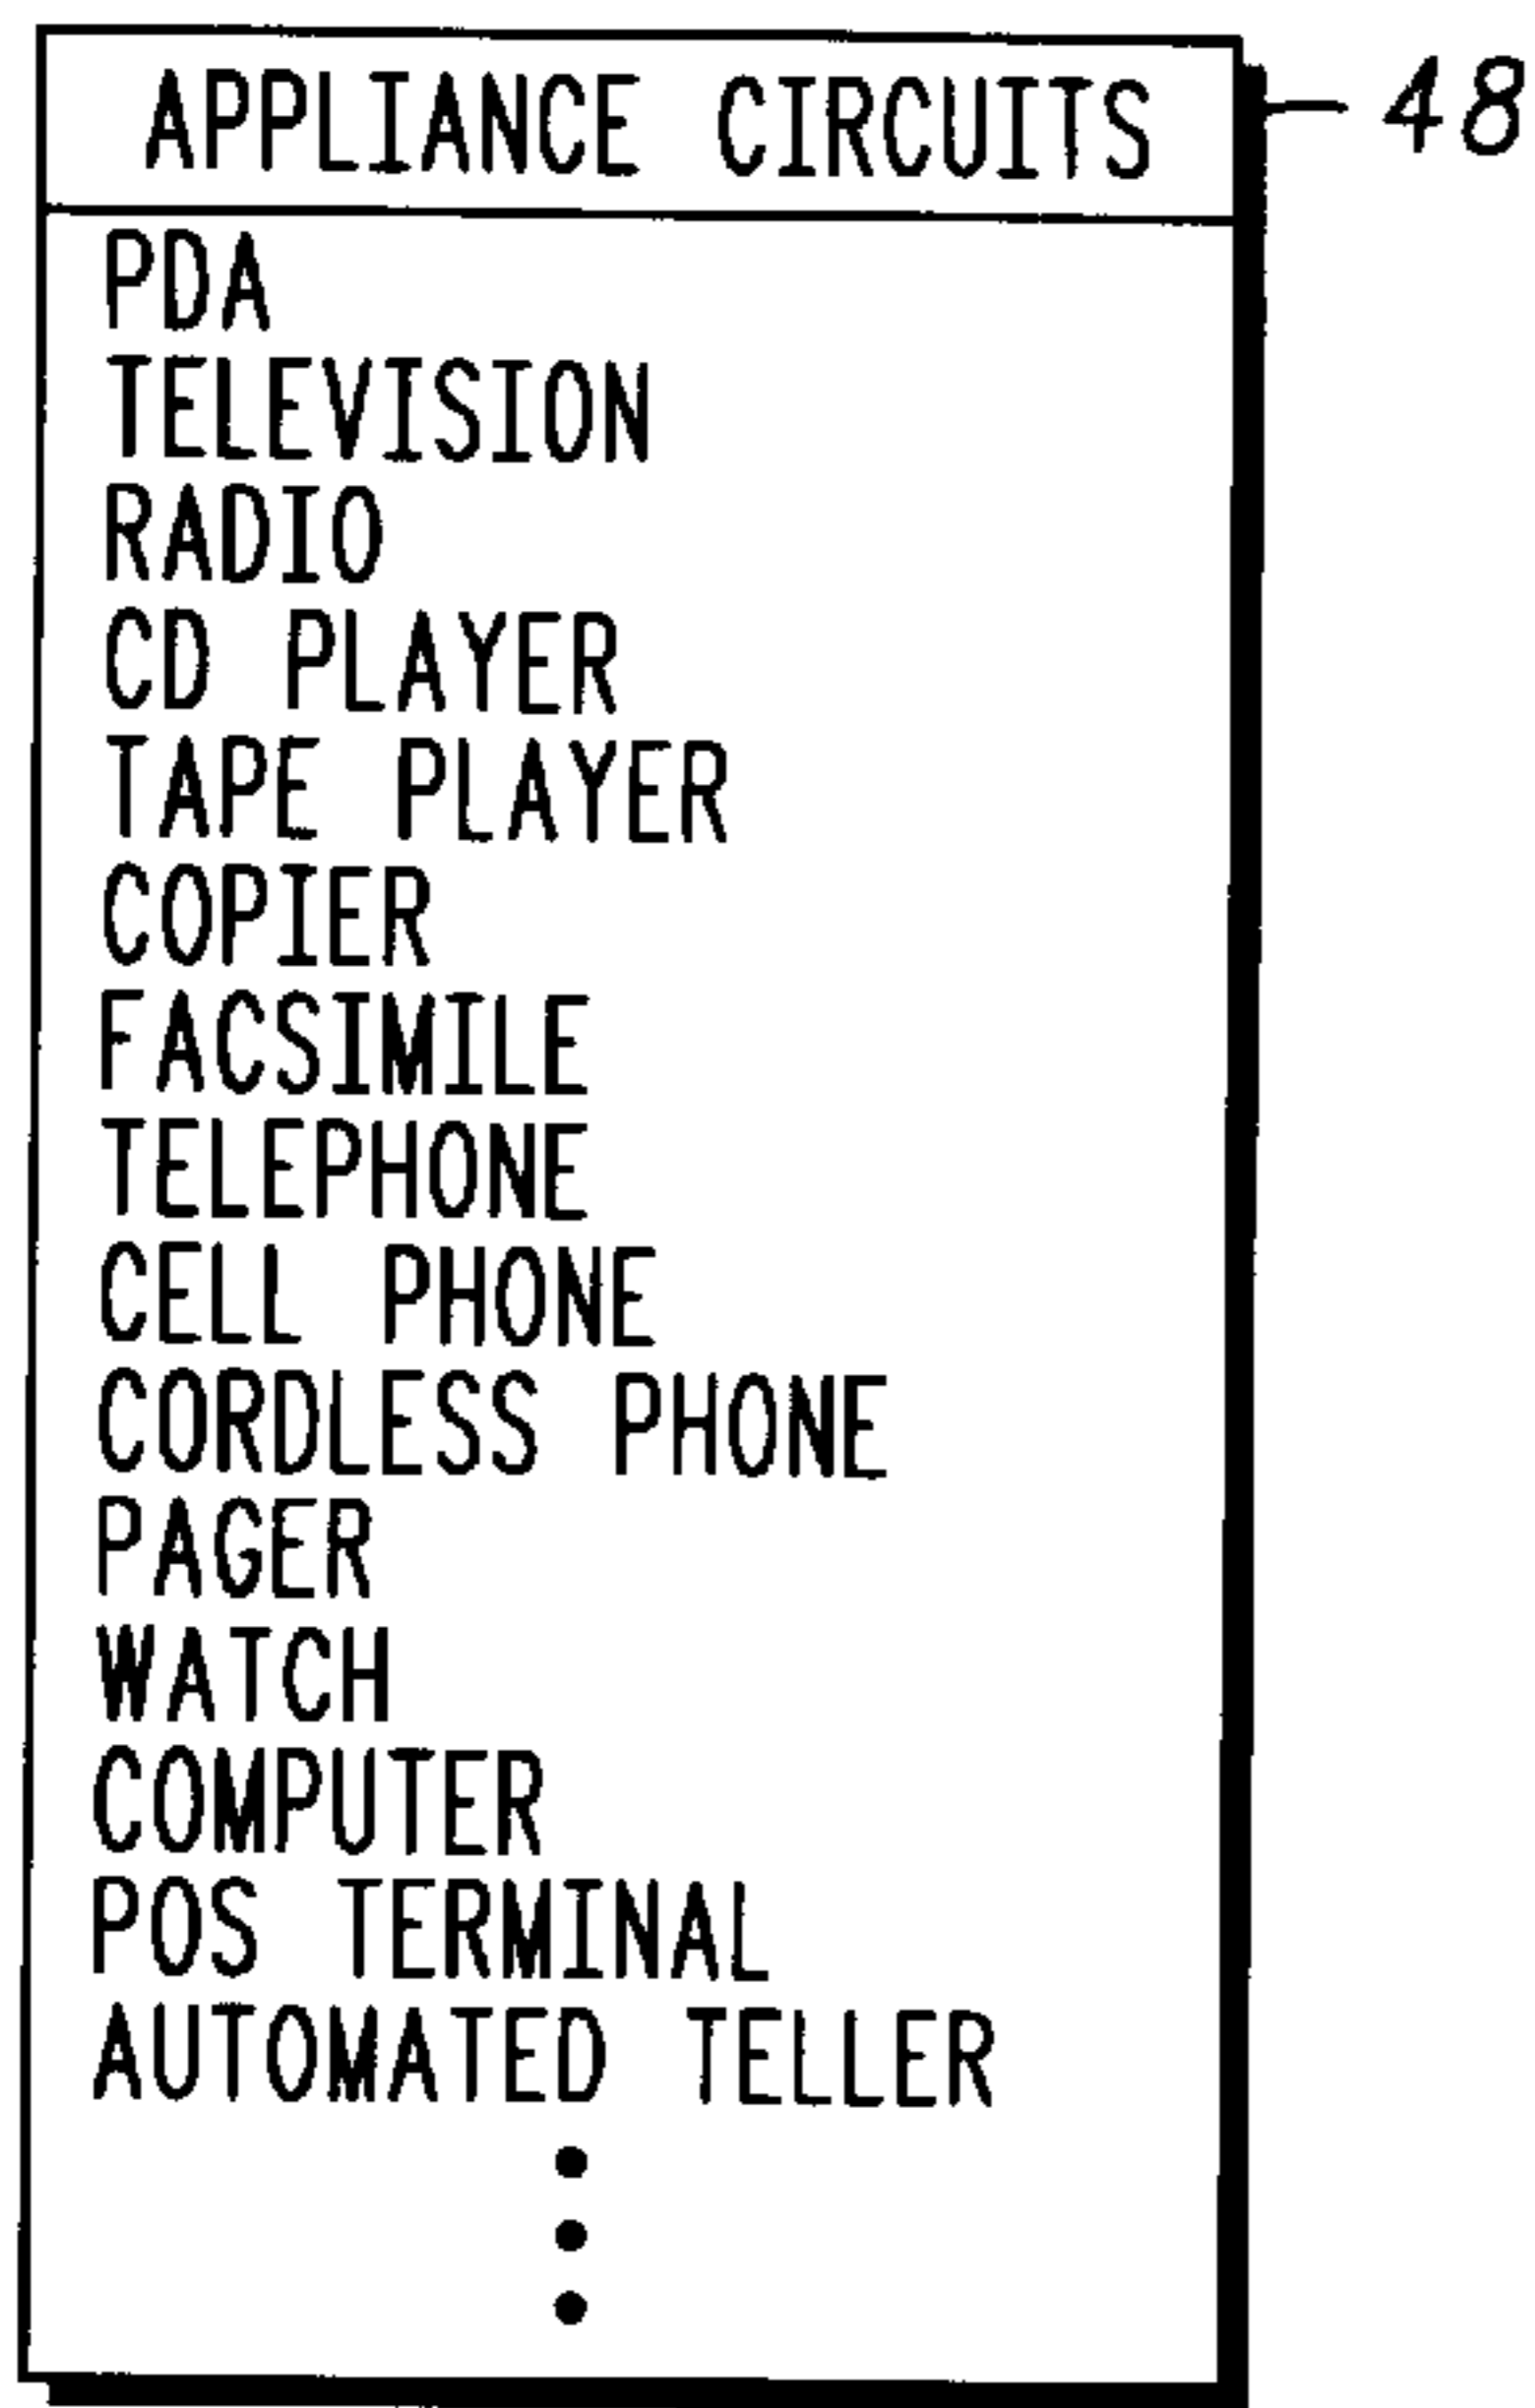 APPLIANCE CIRCUITS 48
PDA
TELEVISION
RADIO
CD PLAYER
TAPE PLAYER
COPIER
FACSIMILE
TELEPHONE
CELL PHONE
CORDLESS PHONE
PAGER
WATCH
COMPUTER
POS TERMINAL
AUTOMATED TELLER